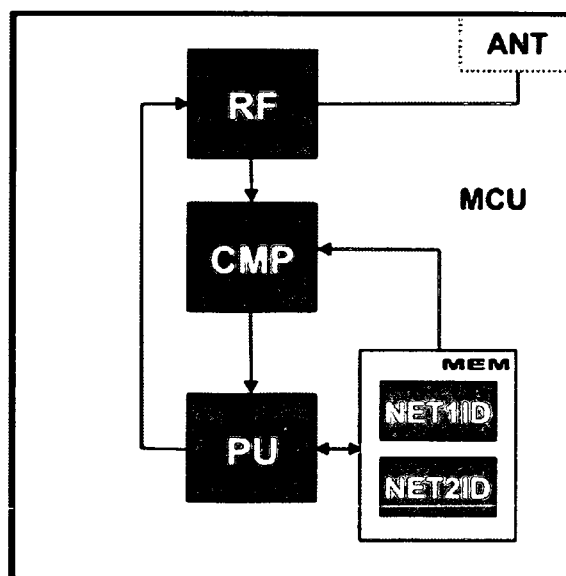 ANT
RF
MCU
CMP
MEM
NET1ID
PU
NET2ID